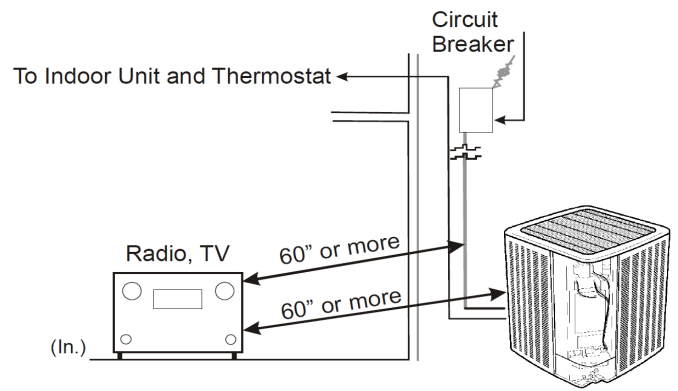 Circuit
Breaker
To Indoor Unit and Thermostat
Radio, TV
60” or more
60” or more
(In.)